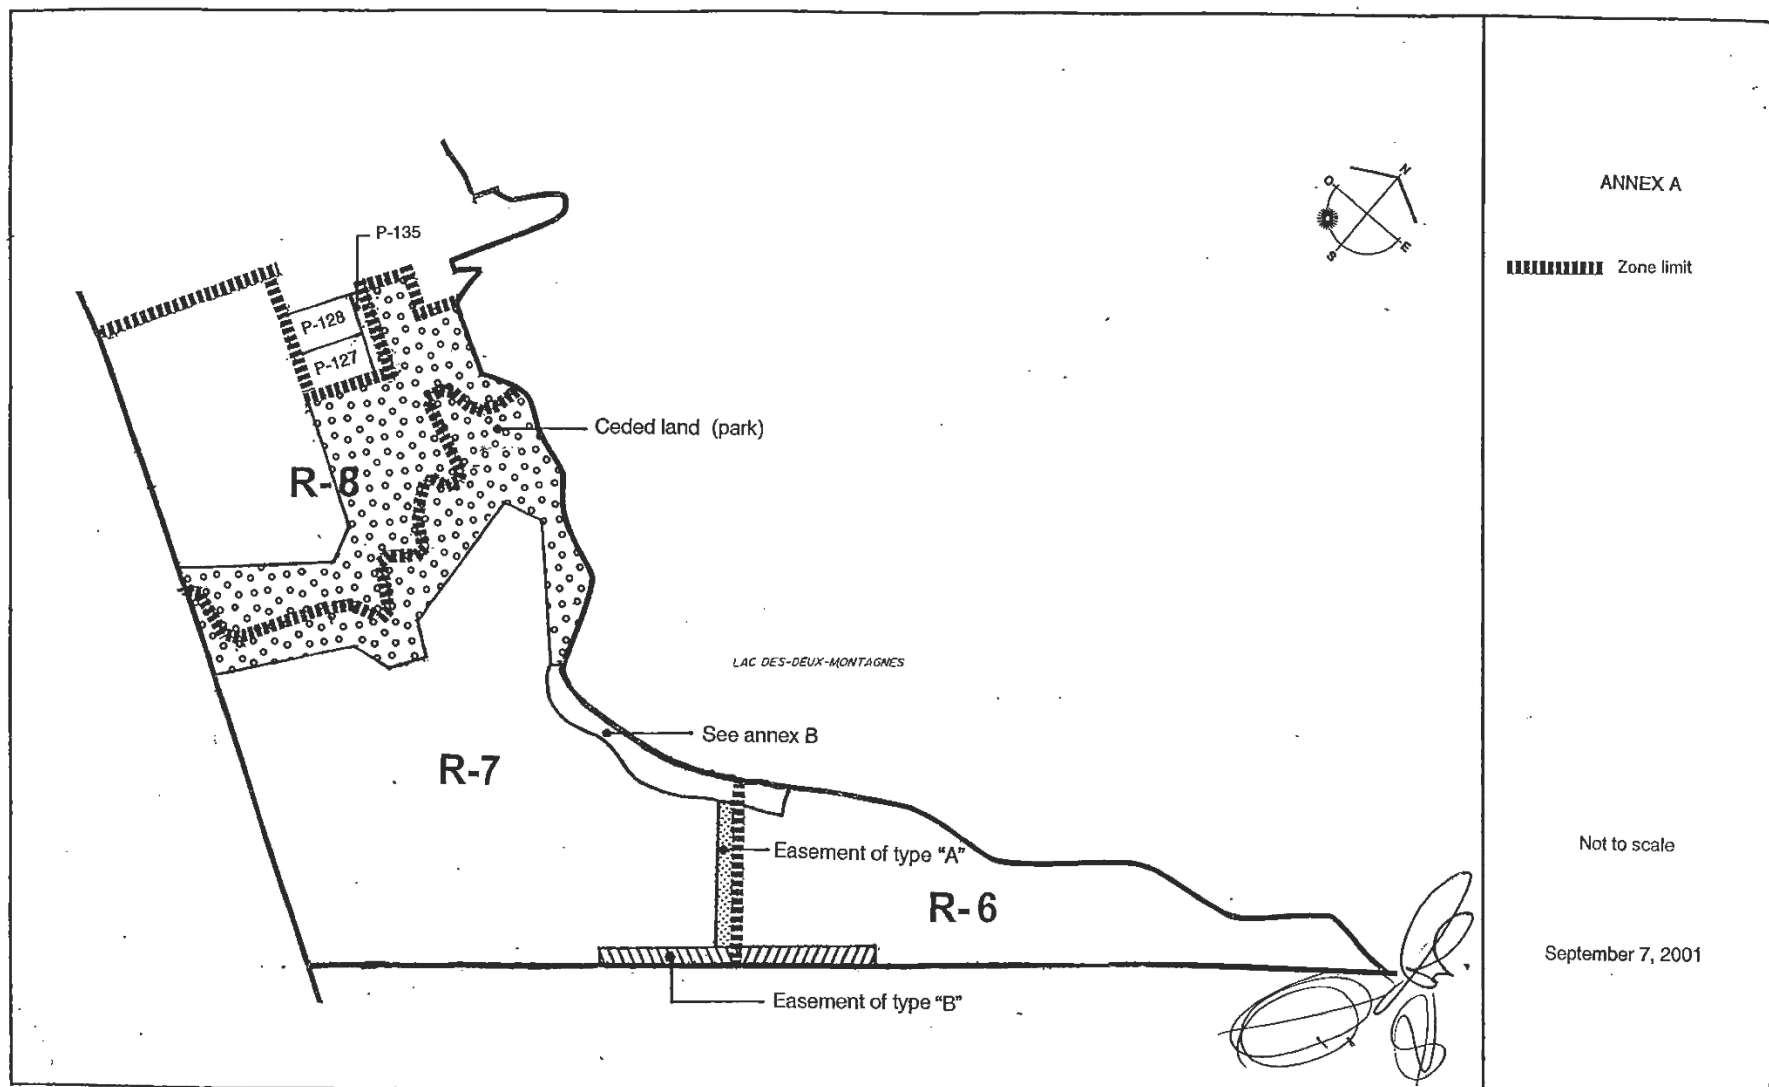 ANNEX A
N
O
E
S
P-135
Zone limit
P-128
P-127
Ceded land (park)
R-8
LAC DES-DEUX-MONTAGNES
See annex B
R-7
Easement of type "A"
Not to scale
R-6
September 7, 2001
Easement of type "B"